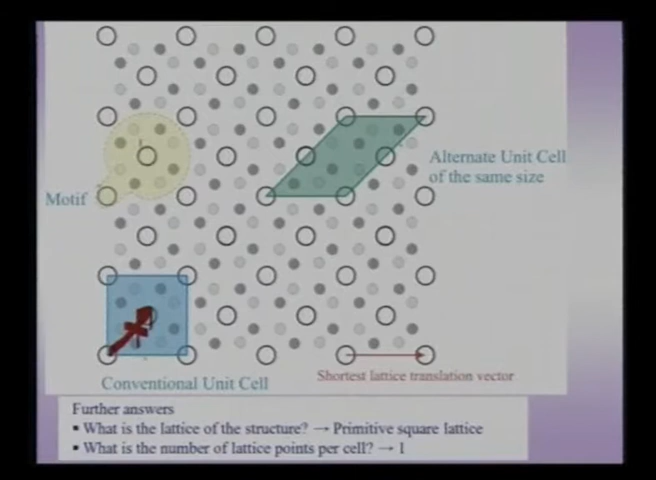 Alternate Unit Cell
of the same size
Motif
Conventional Unit Cell
Shortest lattice translation vector
Further answers
▪ What is the lattice of the structure? → Primitive square lattice
▪ What is the number of lattice points per cell? → 1